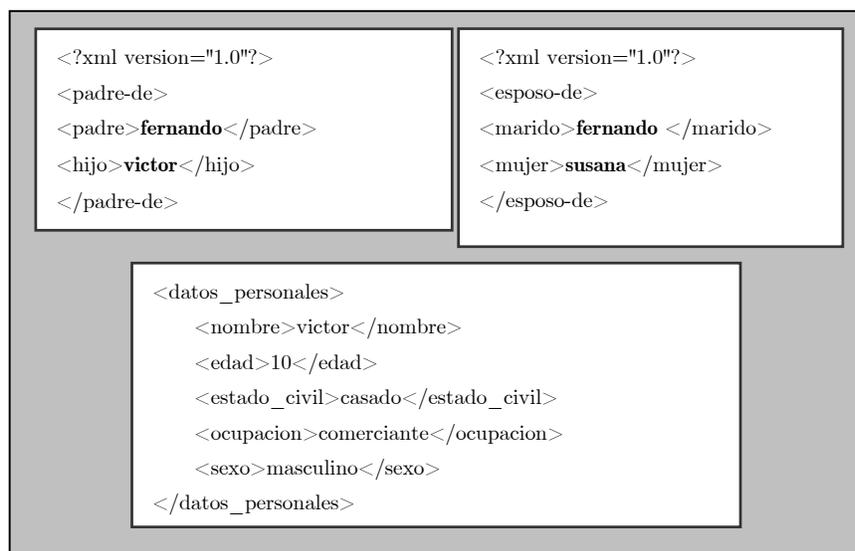 <?xml version="1.0"?>
<padre-de>
<padre>fernando</padre>
<hijo>victor</hijo>
</padre-de>
<?xml version="1.0"?>
<esposo-de>
<marido>fernando </marido>
<mujer>susana</mujer>
</esposo-de>
<datos_personales>
<nombre>victor</nombre>
<edad>10</edad>
<estado_civil>casado</estado_civil>
<ocupacion>comerciante</ocupacion>
<sexo>masculino</sexo>
</datos_personales>